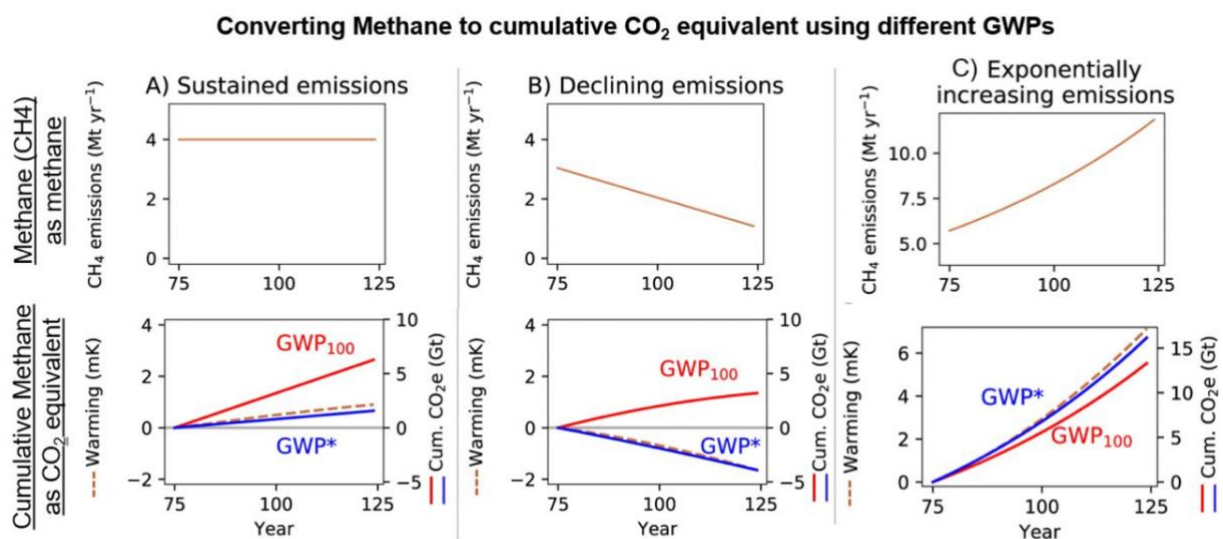 Converting Methane to cumulative CO₂ equivalent using different GWPs
Methane (CH4)
as methane
A) Sustained emissions
CH₄ emissions (Mt yr⁻¹)
4
2
0
75 100 125
B) Declining emissions
CH₄ emissions (Mt yr⁻¹)
4
2
0
75 100 125
C) Exponentially
increasing emissions
CH₄ emissions (Mt yr⁻¹)
10.0
7.5
5.0
75 100 125
Cumulative Methane
as CO₂ equivalent
Warming (mK)
4
2
0
−2
GWP₁₀₀
GWP*
10
5
0
−5
Cum. CO₂e (Gt)
75 100 125
Year
Warming (mK)
4
2
0
−2
GWP₁₀₀
GWP*
10
5
0
−5
Cum. CO₂e (Gt)
75 100 125
Year
Warming (mK)
6
4
2
0
GWP*
GWP₁₀₀
15
10
5
0
Cum. CO₂e (Gt)
75 100 125
Year